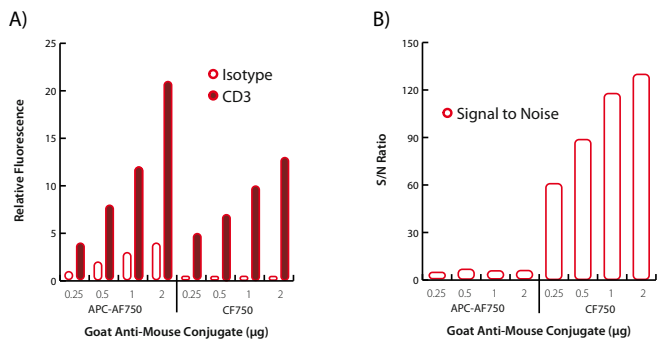 A)
25
20
15
10
5
0
Relative Fluorescence
Isotype
CD3
0.25 0.5 1 2 0.25 0.5 1 2
APC-AF750 CF750
Goat Anti-Mouse Conjugate (μg)
B)
150
120
90
60
30
0
S/N Ratio
Signal to Noise
0.25 0.5 1 2 0.25 0.5 1 2
APC-AF750 CF750
Goat Anti-Mouse Conjugate (μg)